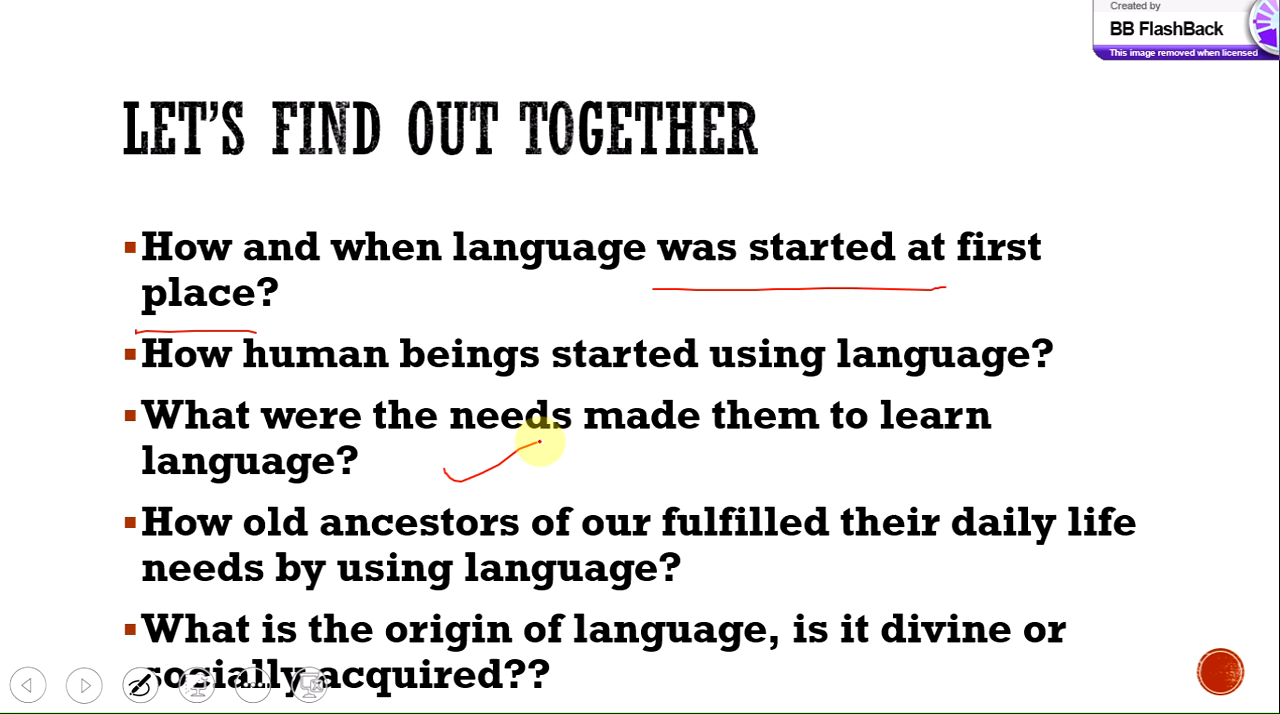 Created by
BB FlashBack
This image removed when licensed
LET'S FIND OUT TOGETHER
How and when language was started at first
place?
How human beings started using language?
What were the needs made them to learn
language?
How old ancestors of our fulfilled their daily life
needs by using language?
What is the origin of language, is it divine or
socially acquired??